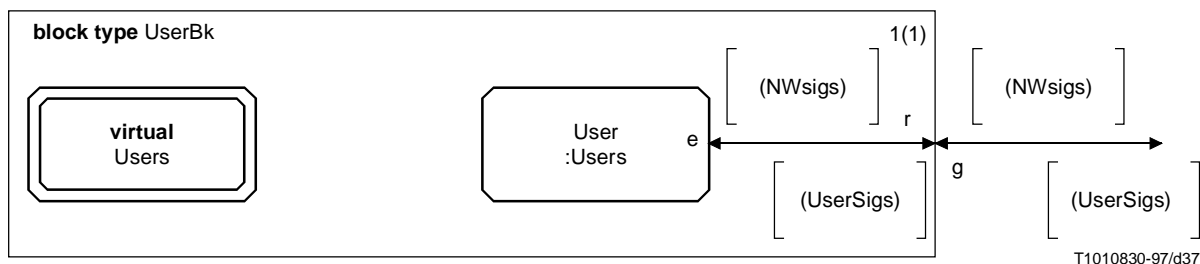 block type UserBk
1(1)
virtual
Users
User
:Users
e
(NWsigs)
r
(UserSigs)
(NWsigs)
g
(UserSigs)
T1010830-97/d37